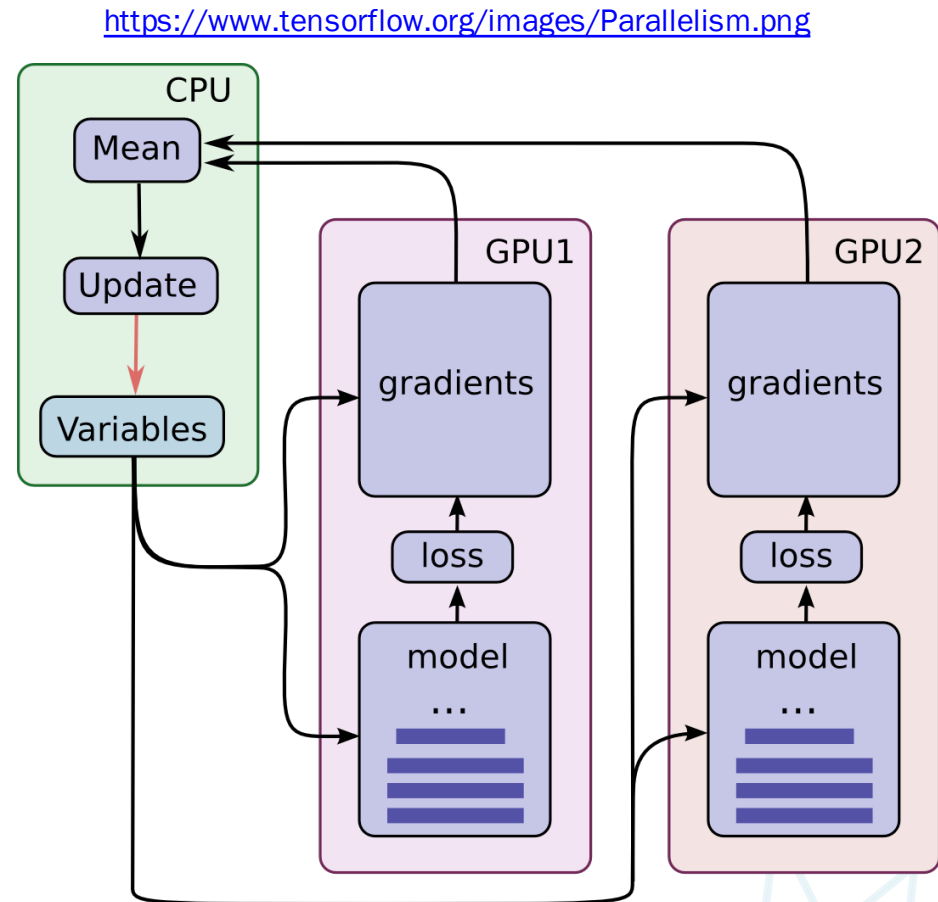 https://www.tensorflow.org/images/Parallelism.png
CPU
Mean
Update
Variables
GPU1
gradients
loss
model
...
GPU2
gradients
loss
model
...